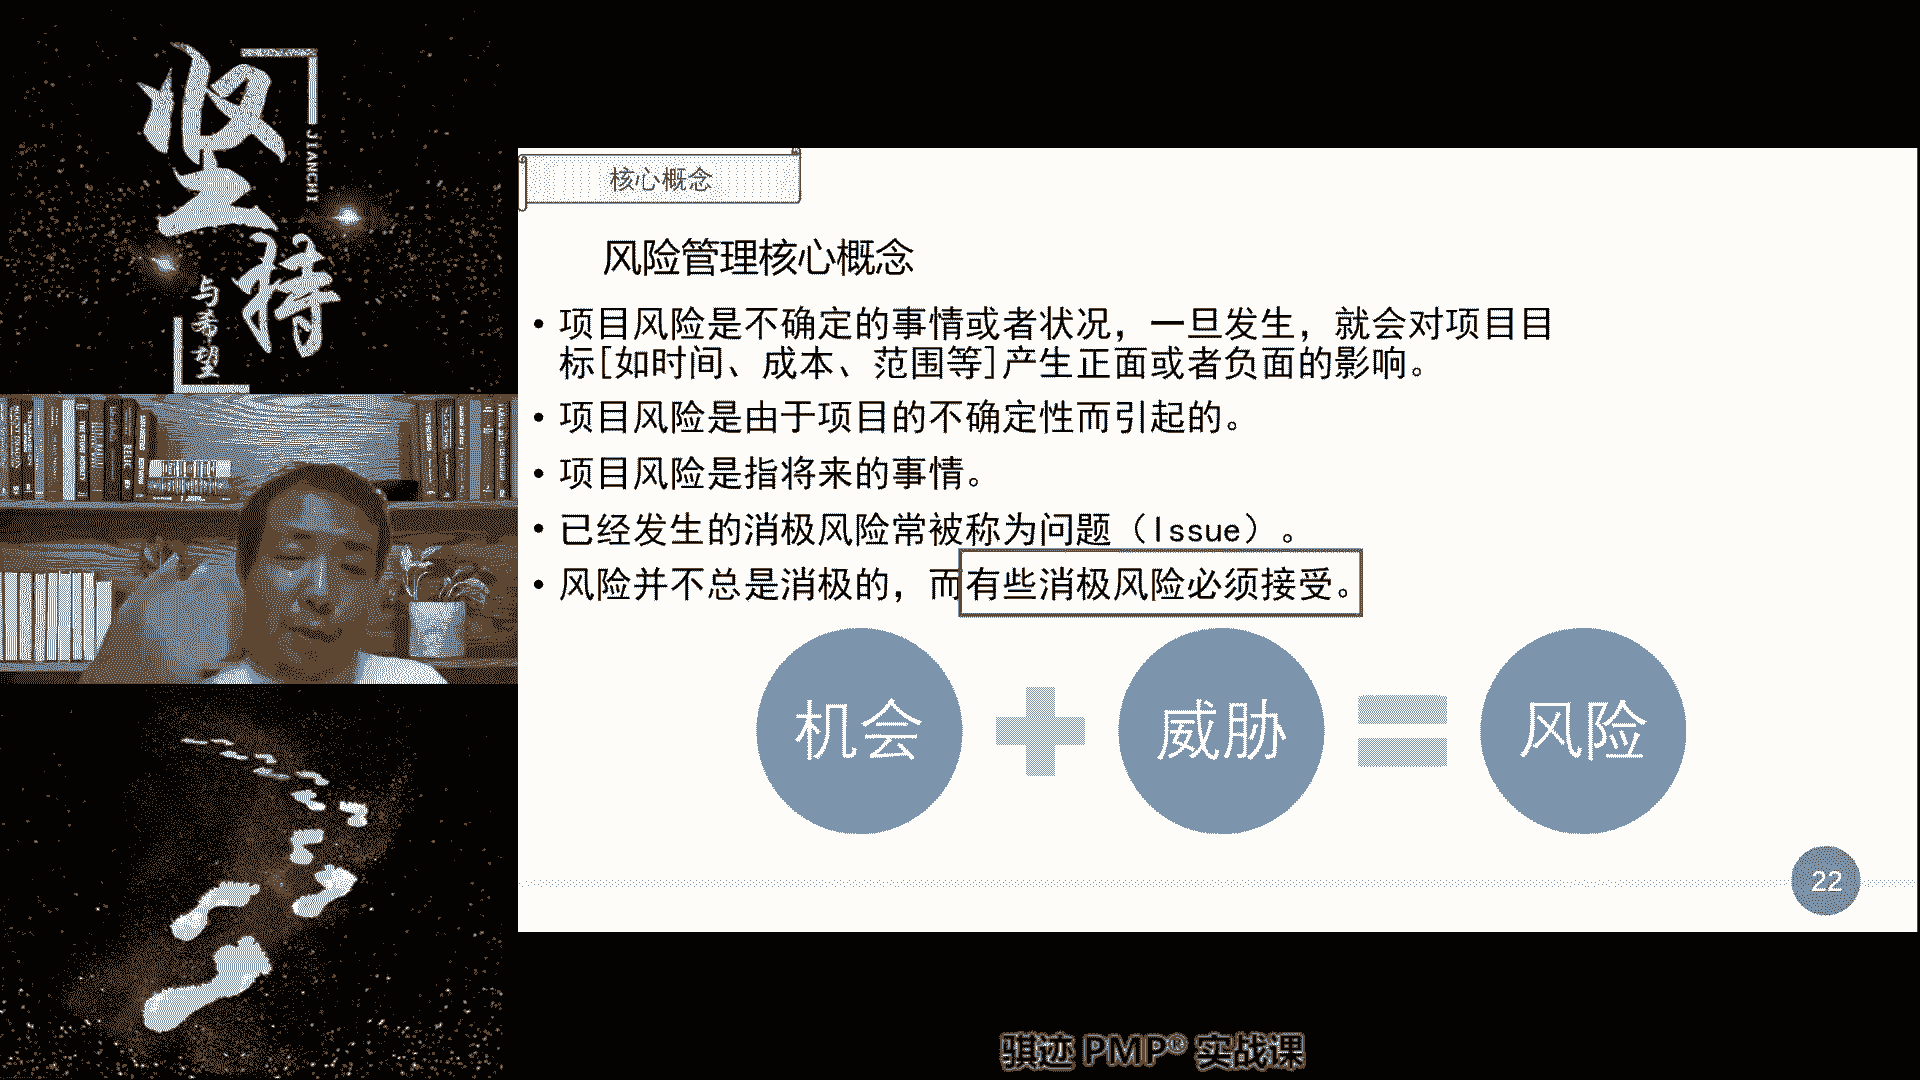 坚持
JIANCHI
与希望
核心概念
风险管理核心概念
• 项目风险是不确定的事情或者状况，一旦发生，就会对项目目
标[如时间、成本、范围等]产生正面或者负面的影响。
• 项目风险是由于项目的不确定性而引起的。
• 项目风险是指将来的事情。
• 已经发生的消极风险常被称为问题（Issue）。
• 风险并不总是消极的，而有些消极风险必须接受。
机会 + 威胁 = 风险
22
骐迹 PMP® 实战课